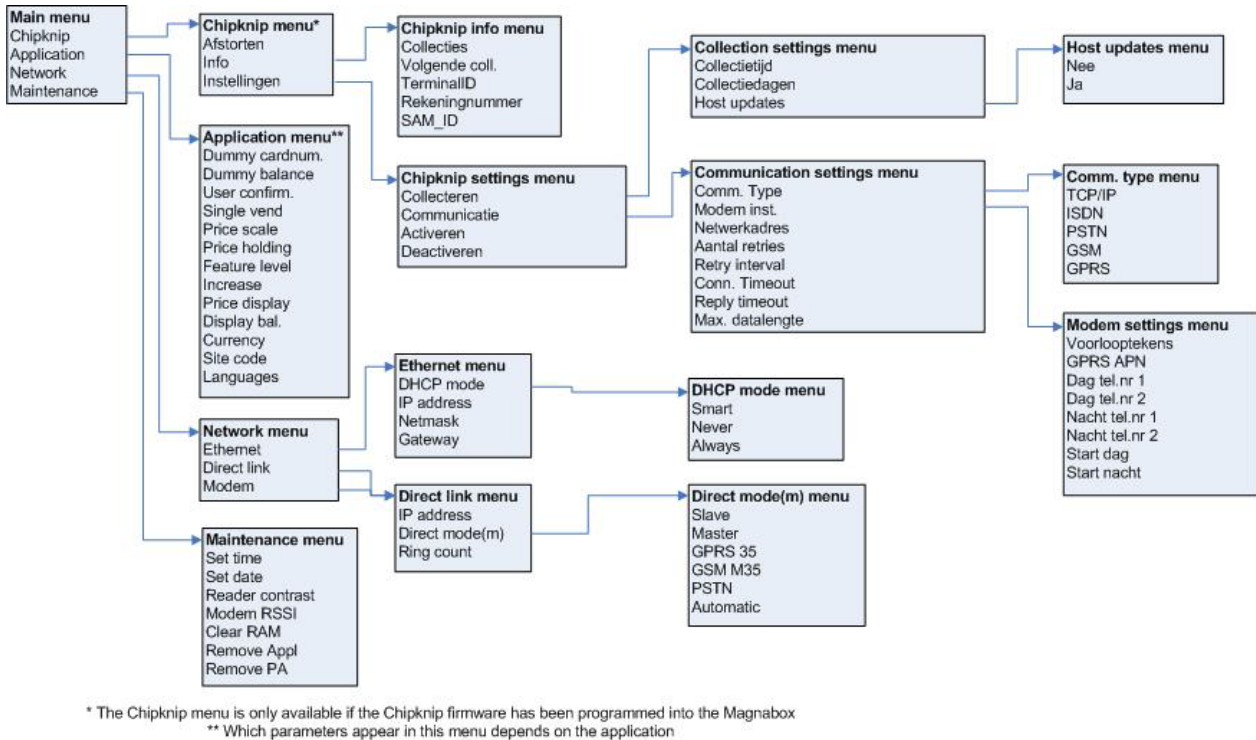 Main menu
Chipknip
Application
Network
Maintenance
Chipknip menu*
Afstorten
Info
Instellingen
Chipknip info menu
Collecties
Volgende coll.
TerminalID
Rekeningnummer
SAM_ID
Collection settings menu
Collectietijd
Collectiedagen
Host updates
Host updates menu
Nee
Ja
Application menu**
Dummy cardnum.
Dummy balance
User confirm.
Single vend
Price scale
Price holding
Feature level
Increase
Price display
Display bal.
Currency
Site code
Languages
Chipknip settings menu
Collecteren
Communicatie
Activeren
Deactiveren
Communication settings menu
Comm. Type
Modem inst.
Netwerkadres
Aantal retries
Retry interval
Conn. Timeout
Reply timeout
Max. datalengte
Comm. type menu
TCP/IP
ISDN
PSTN
GSM
GPRS
Modem settings menu
Voorlooptekens
GPRS APN
Dag tel.nr 1
Dag tel.nr 2
Nacht tel.nr 1
Nacht tel.nr 2
Start dag
Start nacht
Network menu
Ethernet
Direct link
Modem
Ethernet menu
DHCP mode
IP address
Netmask
Gateway
DHCP mode menu
Smart
Never
Always
Direct link menu
IP address
Direct mode(m)
Ring count
Direct mode(m) menu
Slave
Master
GPRS 35
GSM M35
PSTN
Automatic
Maintenance menu
Set time
Set date
Reader contrast
Modem RSSI
Clear RAM
Remove Appl
Remove PA
* The Chipknip menu is only available if the Chipknip firmware has been programmed into the Magnabox
** Which parameters appear in this menu depends on the application